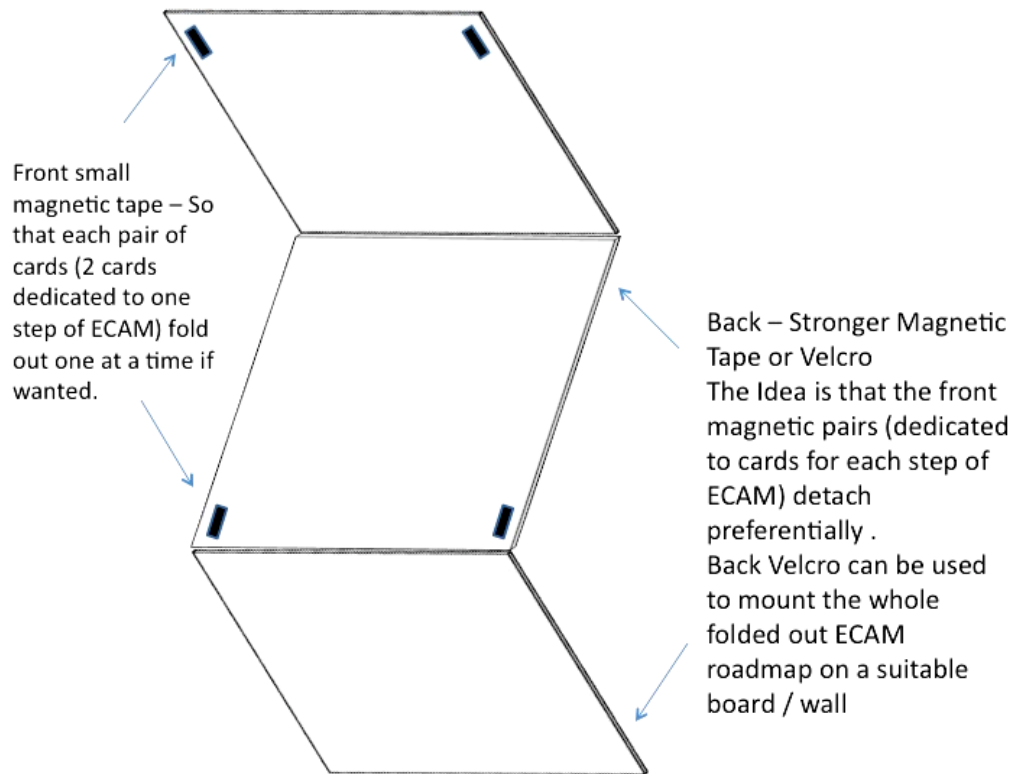 Front small
magnetic tape – So
that each pair of
cards (2 cards
dedicated to one
step of ECAM) fold
out one at a time if
wanted.
Back – Stronger Magnetic
Tape or Velcro
The Idea is that the front
magnetic pairs (dedicated
to cards for each step of
ECAM) detach
preferentially .
Back Velcro can be used
to mount the whole
folded out ECAM
roadmap on a suitable
board / wall